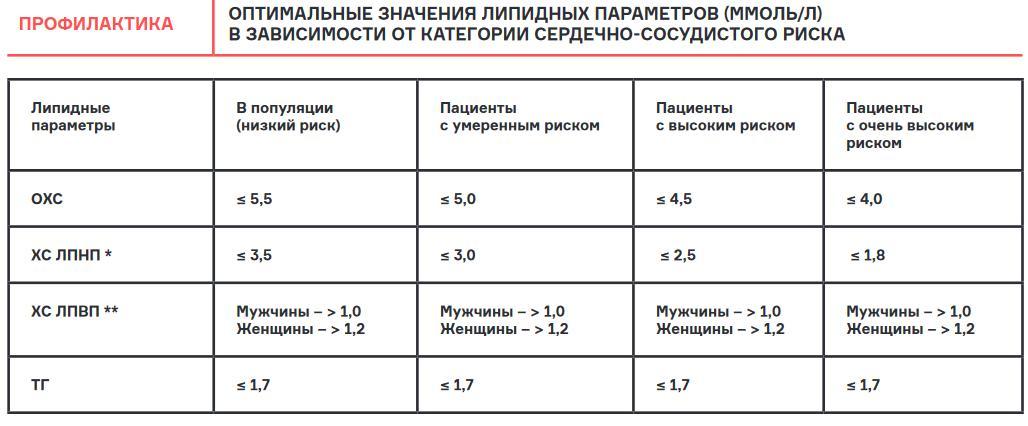 ПРОФИЛАКТИКА
ОПТИМАЛЬНЫЕ ЗНАЧЕНИЯ ЛИПИДНЫХ ПАРАМЕТРОВ (ММОЛЬ/Л)
В ЗАВИСИМОСТИ ОТ КАТЕГОРИИ СЕРДЕЧНО-СОСУДИСТОГО РИСКА
Липидные
параметры
В популяции
(низкий риск)
Пациенты
с умеренным риском
Пациенты
с высоким риском
Пациенты
с очень высоким
риском
ОХС
≤ 5,5
≤ 5,0
≤ 4,5
≤ 4,0
ХС ЛПНП *
≤ 3,5
≤ 3,0
≤ 2,5
≤ 1,8
ХС ЛПВП **
Мужчины – > 1,0
Женщины – > 1,2
Мужчины – > 1,0
Женщины – > 1,2
Мужчины – > 1,0
Женщины – > 1,2
Мужчины – > 1,0
Женщины – > 1,2
ТГ
≤ 1,7
≤ 1,7
≤ 1,7
≤ 1,7